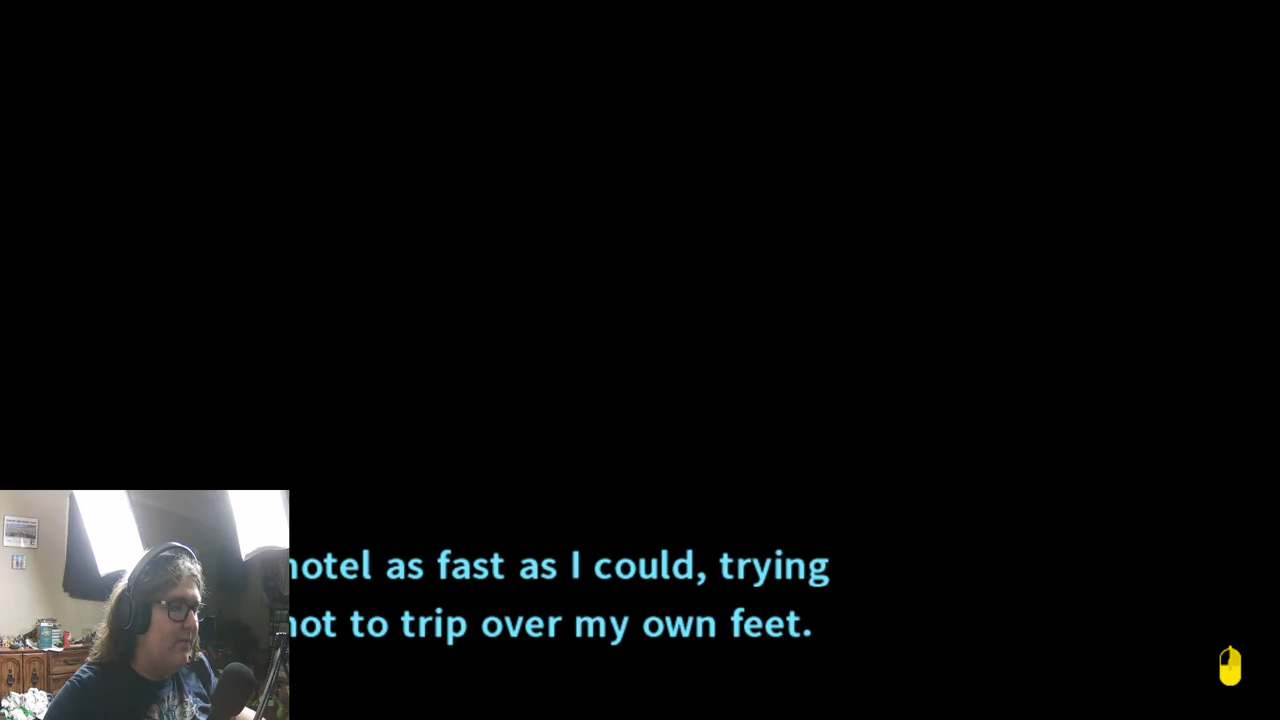 hotel as fast as I could, trying
not to trip over my own feet.